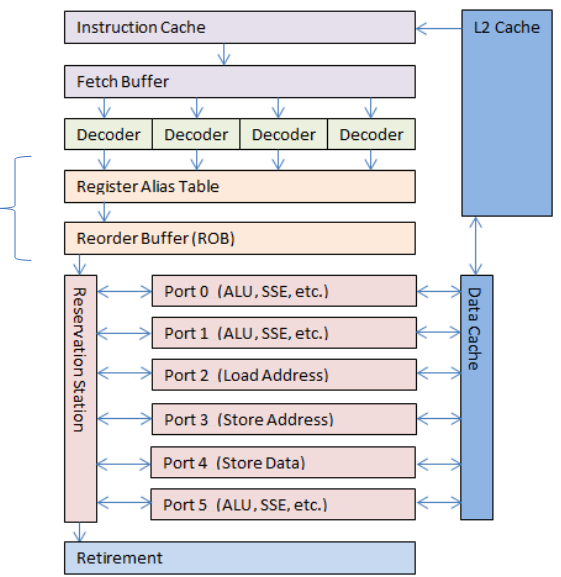 Instruction Cache
L2 Cache
Fetch Buffer
Decoder
Decoder
Decoder
Decoder
Register Alias Table
Reorder Buffer (ROB)
Reservation Station
Port 0 (ALU, SSE, etc.)
Port 1 (ALU, SSE, etc.)
Port 2 (Load Address)
Port 3 (Store Address)
Port 4 (Store Data)
Port 5 (ALU, SSE, etc.)
Data Cache
Retirement